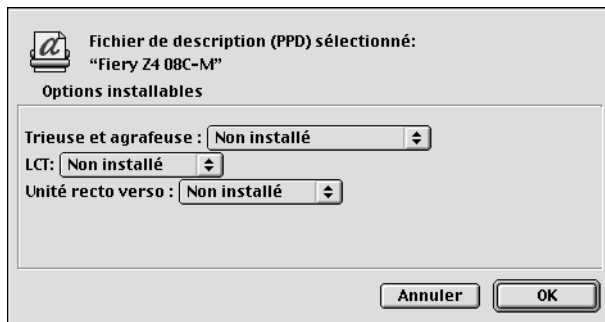 Fichier de description (PPD) sélectionné:
“Fiery Z4 08C-M”
Options installables
Trieuse et agrafeuse : Non installé
LCT: Non installé
Unité recto verso : Non installé
Annuler OK